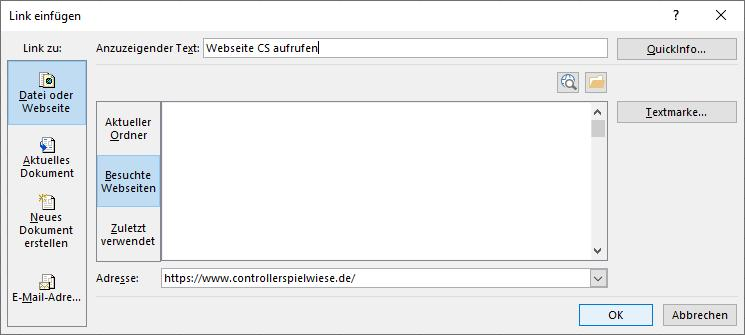 Link einfügen
? ×
Link zu:
Anzuzeigender Text:
Webseite CS aufrufen
QuickInfo...
Datei oder
Webseite
Aktuelles
Dokument
Neues
Dokument
erstellen
E-Mail-Adre...
Aktueller
Ordner
Besuchte
Webseiten
Zuletzt
verwendet
Textmarke...
Adresse:
https://www.controllerspielwiese.de/
OK
Abbrechen